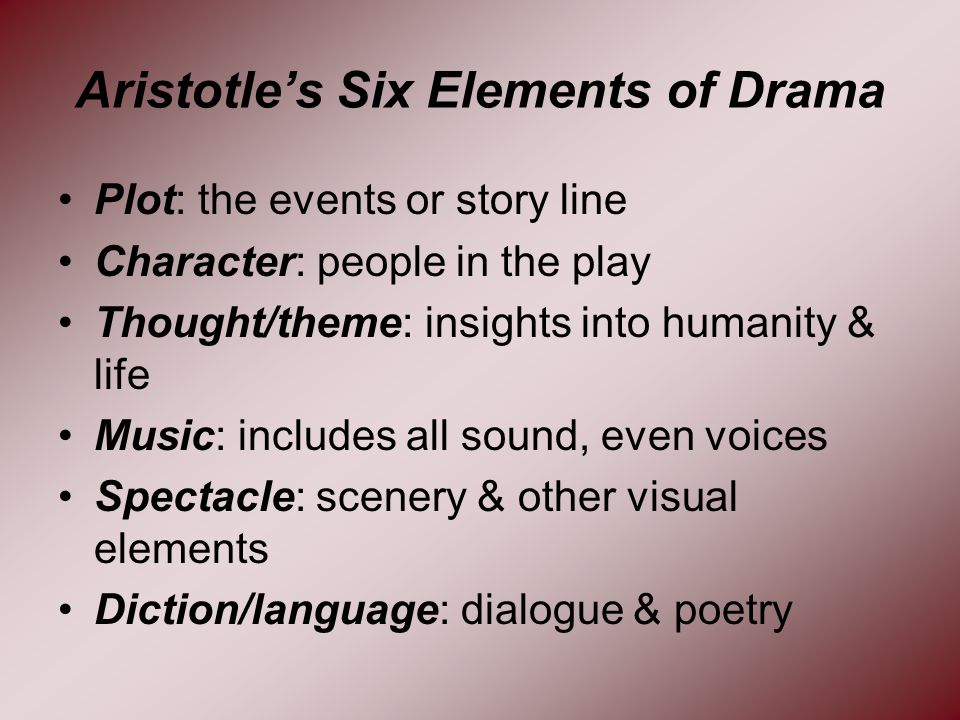 Aristotle’s Six Elements of Drama
• Plot: the events or story line
• Character: people in the play
• Thought/theme: insights into humanity &
life
• Music: includes all sound, even voices
• Spectacle: scenery & other visual
elements
• Diction/language: dialogue & poetry